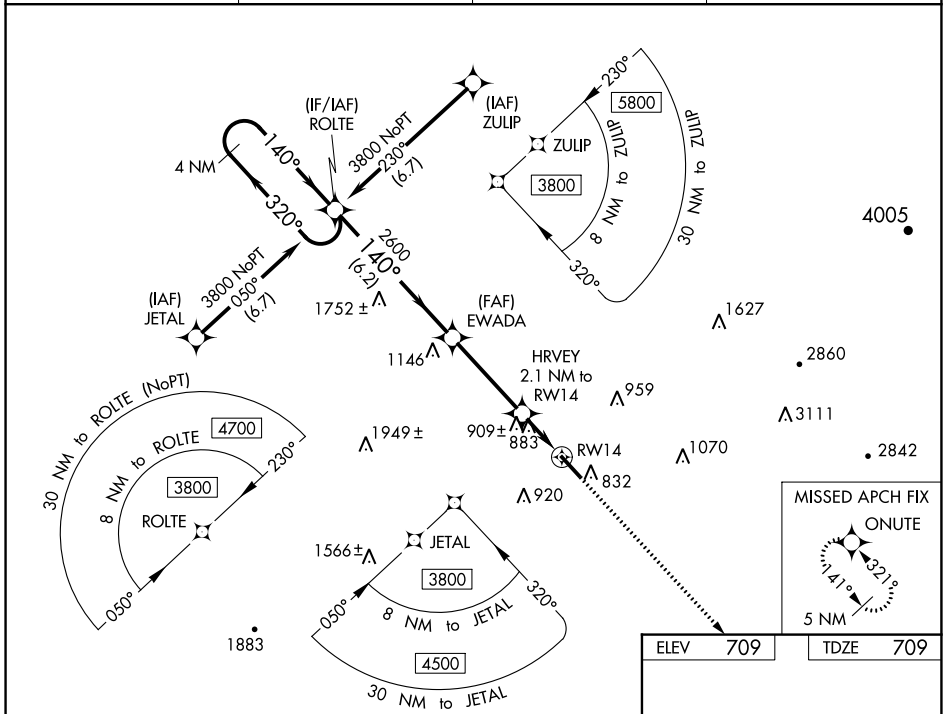 (IF/IAF)
ROLTE
(IAF)
ZULIP
230°
5800
ZULIP
3800
8 NM to ZULIP
30 NM to ZULIP
320°
4 NM
140°
320°
3800 NoPT
230°
(6.7)
4005
2600
140°
(6.2)
3800 NoPT
050°
(6.7)
(IAF)
JETAL
1752 ±
(FAF)
EWADA
1146
1627
2860
HRVEY
2.1 NM to
RW14
959
3111
30 NM to ROLTE (NoPT)
4700
8 NM to ROLTE
3800
230°
ROLTE
050°
1949 ±
909 ±
883
RW14
1070
2842
832
920
MISSED APCH FIX
ONUTE
141°
321°
5 NM
1566 ±
JETAL
3800
050°
320°
8 NM to JETAL
4500
30 NM to JETAL
1883
ELEV 709
TDZE 709